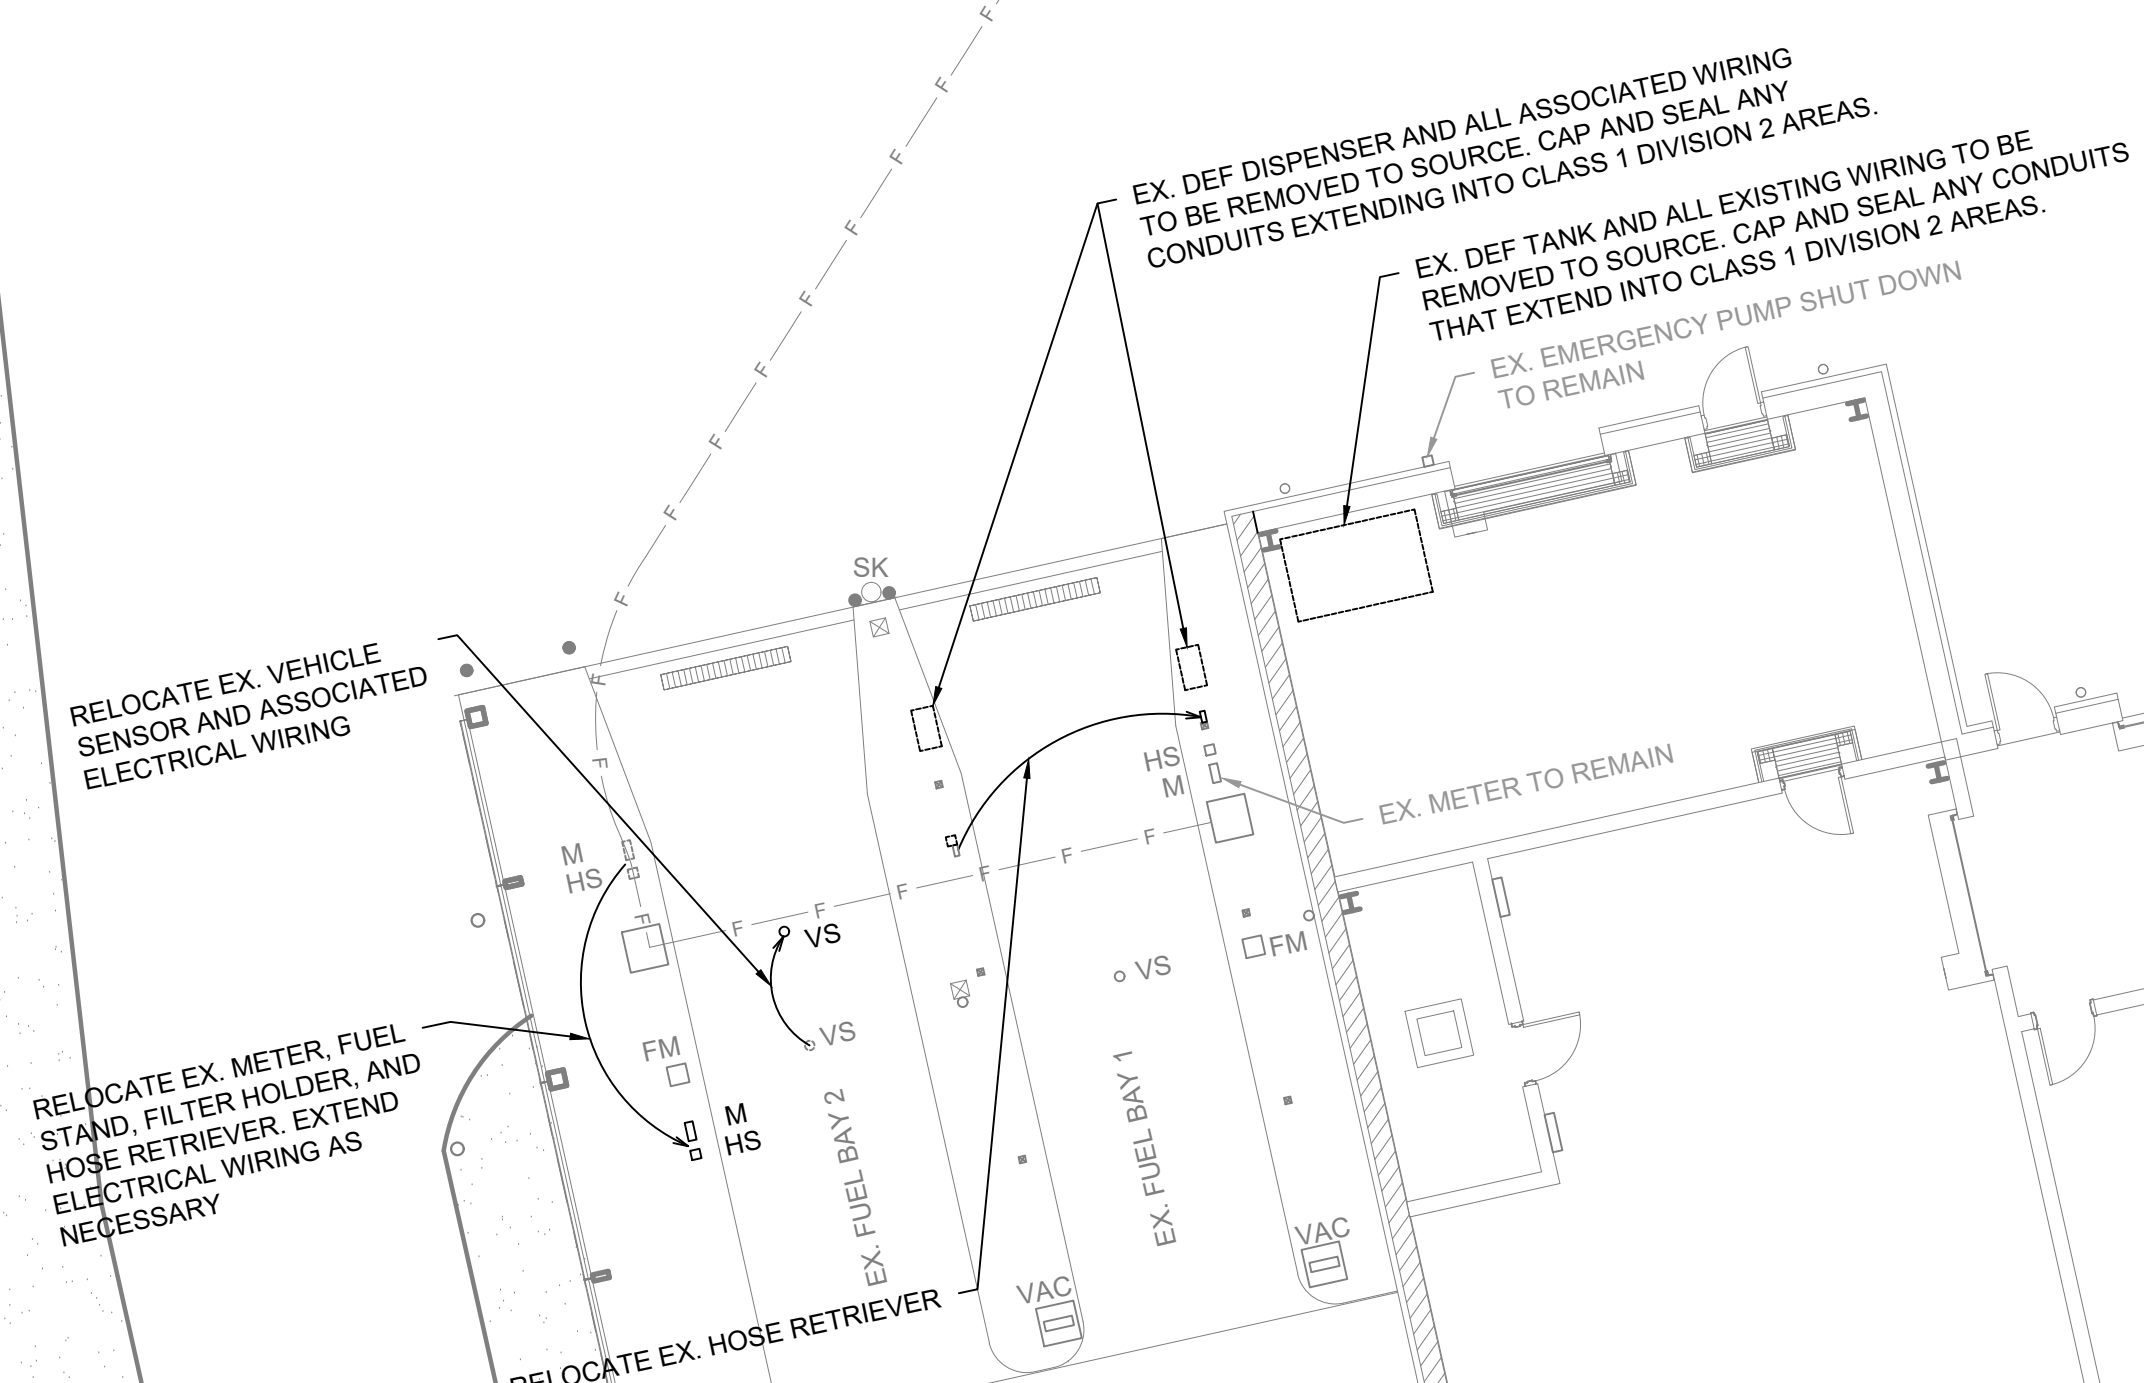 EX. DEF DISPENSER AND ALL ASSOCIATED WIRING
TO BE REMOVED TO SOURCE. CAP AND SEAL ANY
CONDUITS EXTENDING INTO CLASS 1 DIVISION 2 AREAS.
EX. DEF TANK AND ALL EXISTING WIRING TO BE
REMOVED TO SOURCE. CAP AND SEAL ANY CONDUITS
THAT EXTEND INTO CLASS 1 DIVISION 2 AREAS.
EX. EMERGENCY PUMP SHUT DOWN
TO REMAIN
F
F
F
F
F
F
F
F
F
SK
RELOCATE EX. VEHICLE
SENSOR AND ASSOCIATED
ELECTRICAL WIRING
F
F
F
HS
M
EX. METER TO REMAIN
M
HS
F
F
F
F
F
F
VS
VS
FM
VS
FM
RELOCATE EX. METER, FUEL
STAND, FILTER HOLDER, AND
HOSE RETRIEVER. EXTEND
ELECTRICAL WIRING AS
NECESSARY
M
HS
EX. FUEL BAY 2
EX. FUEL BAY 1
VAC
VAC
RELOCATE EX. HOSE RETRIEVER